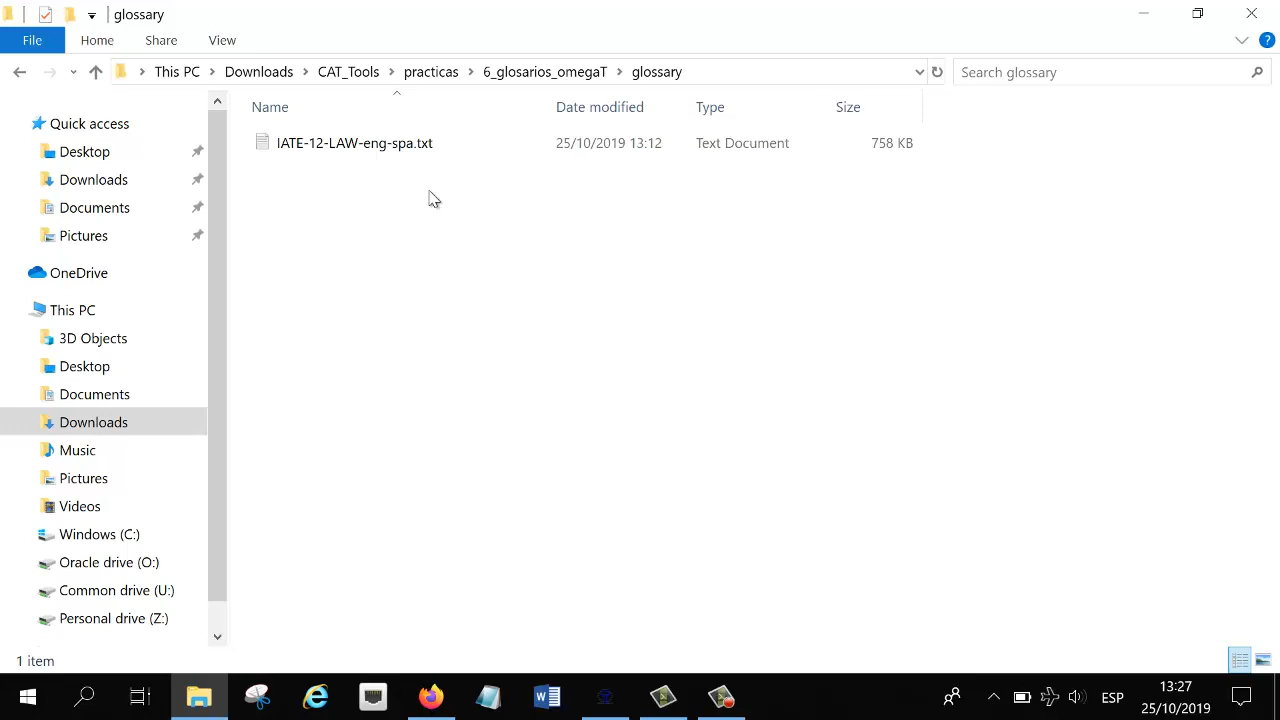 glossary
File Home Share View
This PC Downloads CAT_Tools practicas 6_glosarios_omegaT glossary
Search glossary
Name Date modified Type Size
IATE-12-LAW-eng-spa.txt 25/10/2019 13:12 Text Document 758 KB
Quick access
Desktop
Downloads
Documents
Pictures
OneDrive
This PC
3D Objects
Desktop
Documents
Downloads
Music
Pictures
Videos
Windows (C:)
Oracle drive (O:)
Common drive (U:)
Personal drive (Z:)
1 item
ESP
13:27
25/10/2019